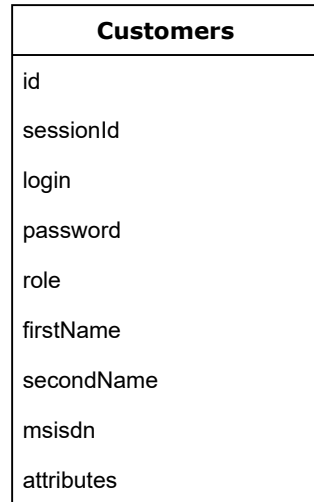 Customers
id
sessionId
login
password
role
firstName
secondName
msisdn
attributes